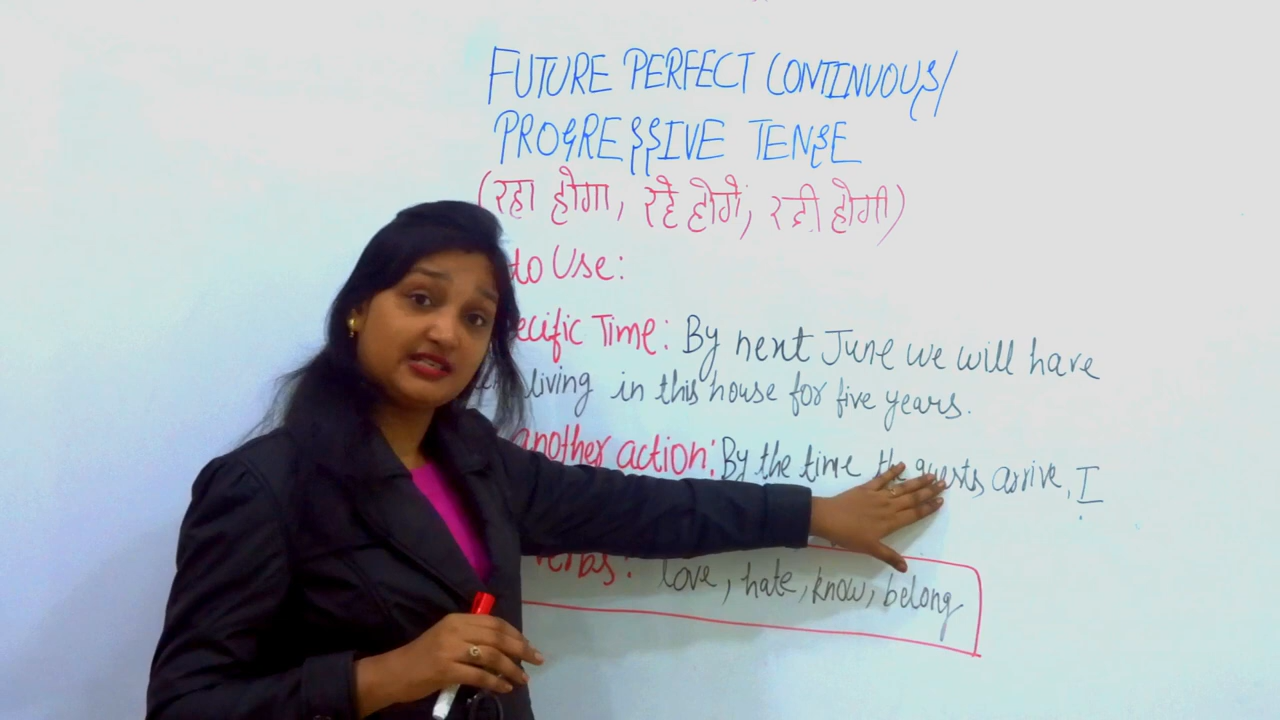 FUTURE PERFECT CONTINUOUS/
PROGRESSIVE TENSE
(रहा होगा, रहे होगें, रही होगी)
to Use:
ecific Time: By next June we will have
living in this house for five years.
another action: By the time the guests arrive, I
verbs: love, hate, know, belong